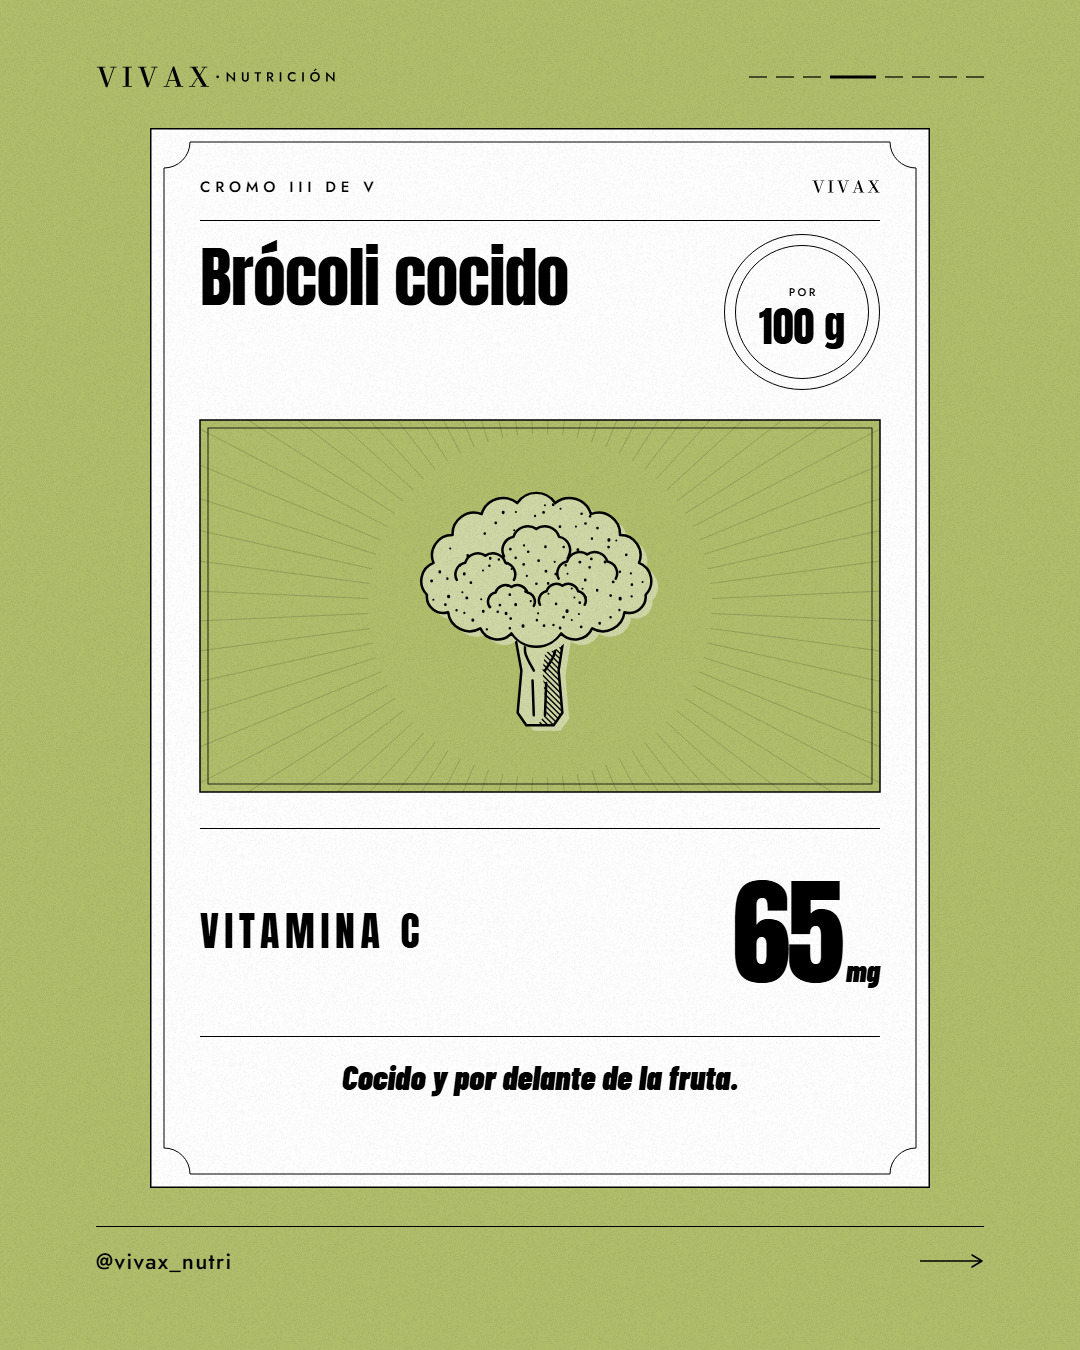 VIVAX·NUTRICIÓN
CROMO III DE V
VIVAX
Brócoli cocido
POR
100 g
VITAMINA C
65 mg
Cocido y por delante de la fruta.
@vivax_nutri